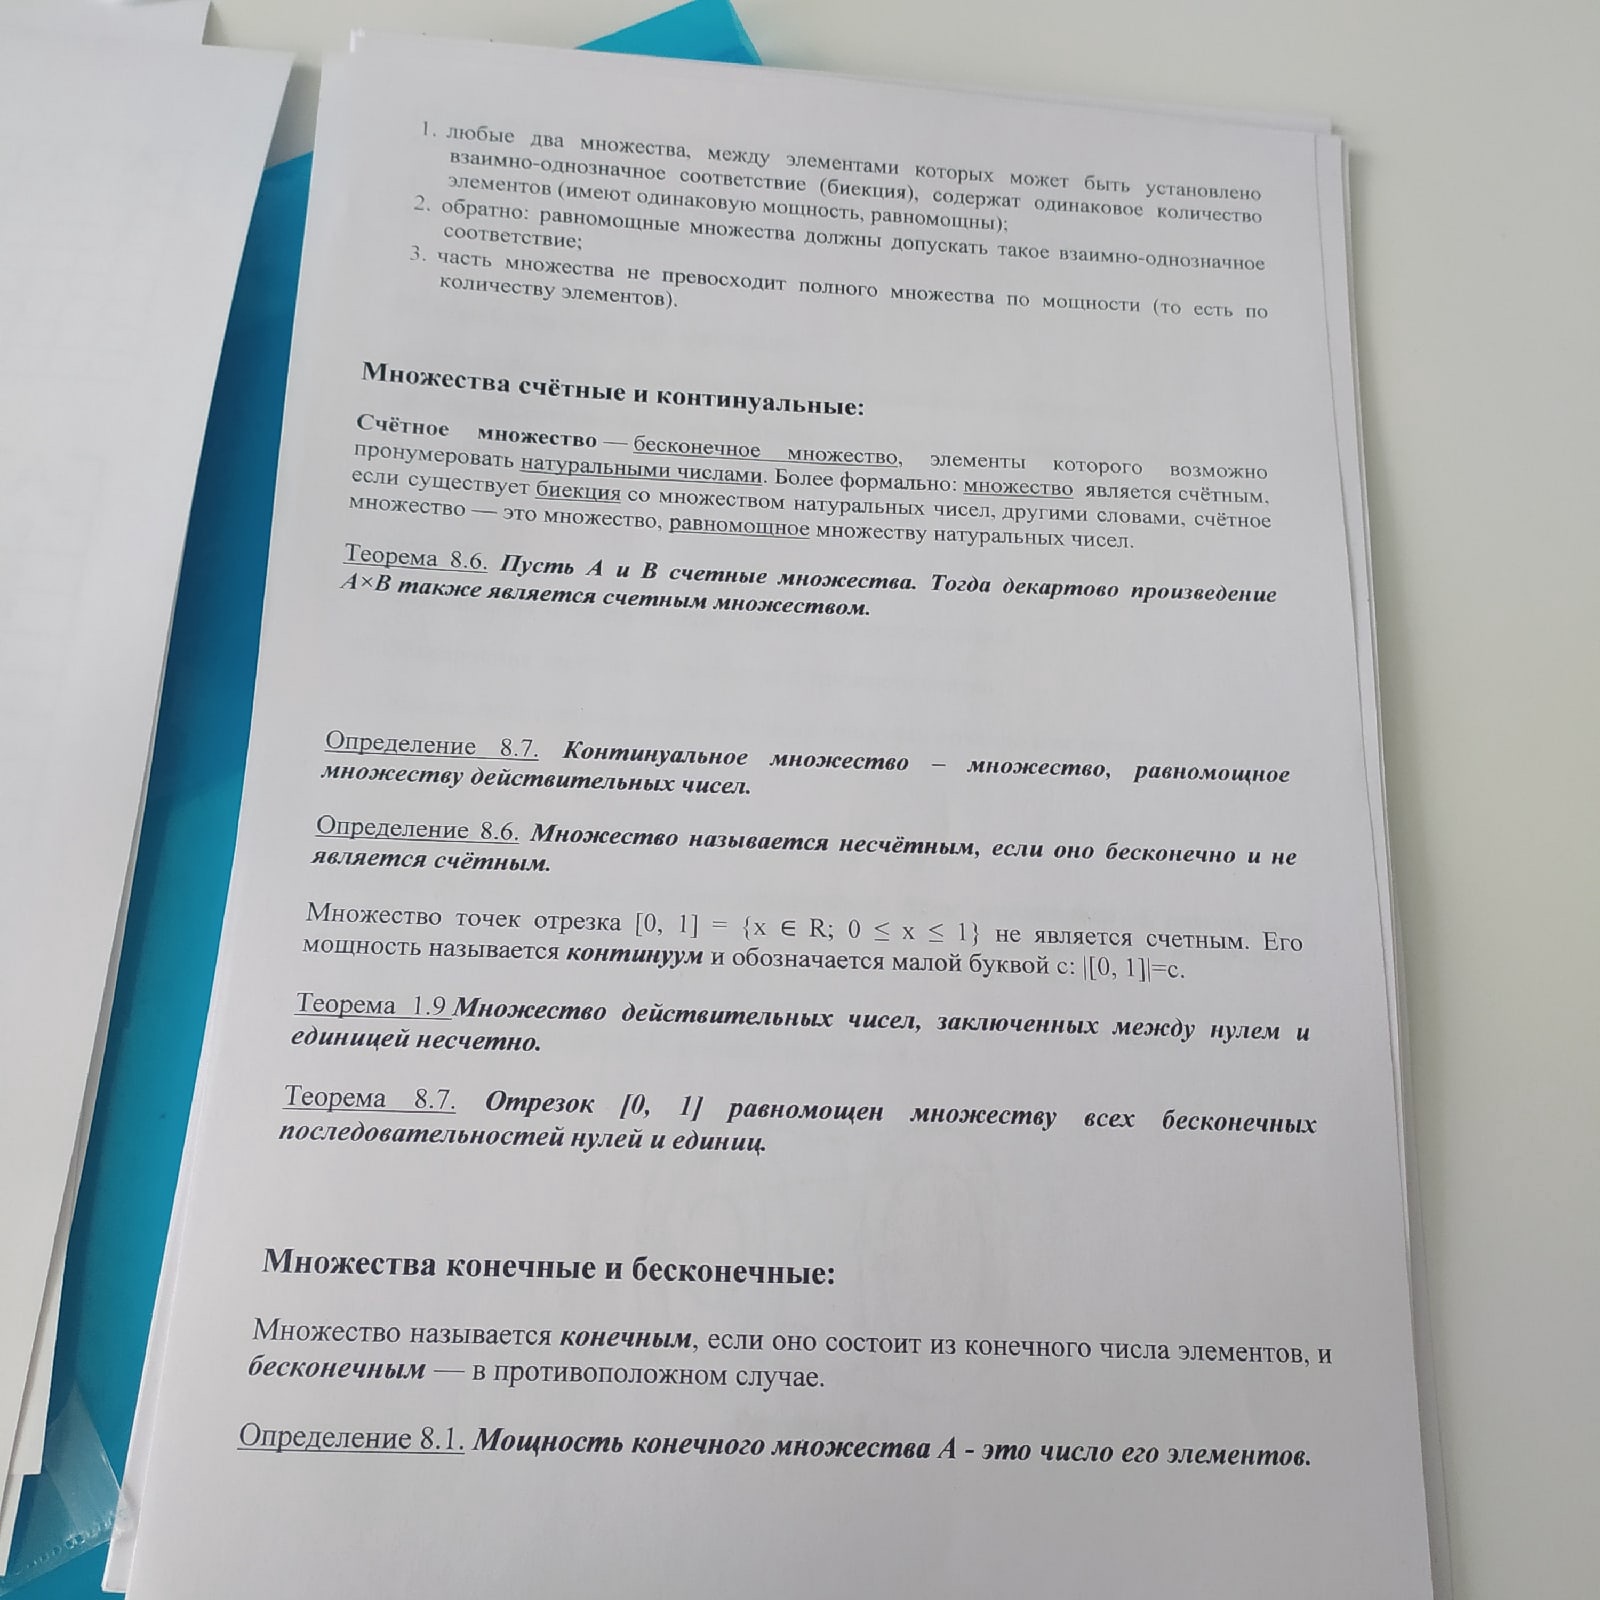 1. любые два множества, между элементами которых может быть установлено
взаимно-однозначное соответствие (биекция), содержат одинаковое количество
элементов (имеют одинаковую мощность, равномощны);
2. обратно: равномощные множества должны допускать такое взаимно-однозначное
соответствие;
3. часть множества не превосходит полного множества по мощности (то есть по
количеству элементов).
Множества счётные и континуальные:
Счётное множество — бесконечное множество, элементы которого возможно
пронумеровать натуральными числами. Более формально: множество является счётным,
если существует биекция со множеством натуральных чисел, другими словами, счётное
множество — это множество, равномощное множеству натуральных чисел.
Теорема 8.6. Пусть A и B счетные множества. Тогда декартово произведение
A×B также является счетным множеством.
Определение 8.7. Континуальное множество – множество, равномощное
множеству действительных чисел.
Определение 8.6. Множество называется несчётным, если оно бесконечно и не
является счётным.
Множество точек отрезка [0, 1] = {x ∈ R; 0 ≤ x ≤ 1} не является счетным. Его
мощность называется континуум и обозначается малой буквой c: |[0, 1]|=c.
Теорема 1.9 Множество действительных чисел, заключенных между нулем и
единицей несчетно.
Теорема 8.7. Отрезок [0, 1] равномощен множеству всех бесконечных
последовательностей нулей и единиц.
Множества конечные и бесконечные:
Множество называется конечным, если оно состоит из конечного числа элементов, и
бесконечным — в противоположном случае.
Определение 8.1. Мощность конечного множества A - это число его элементов.